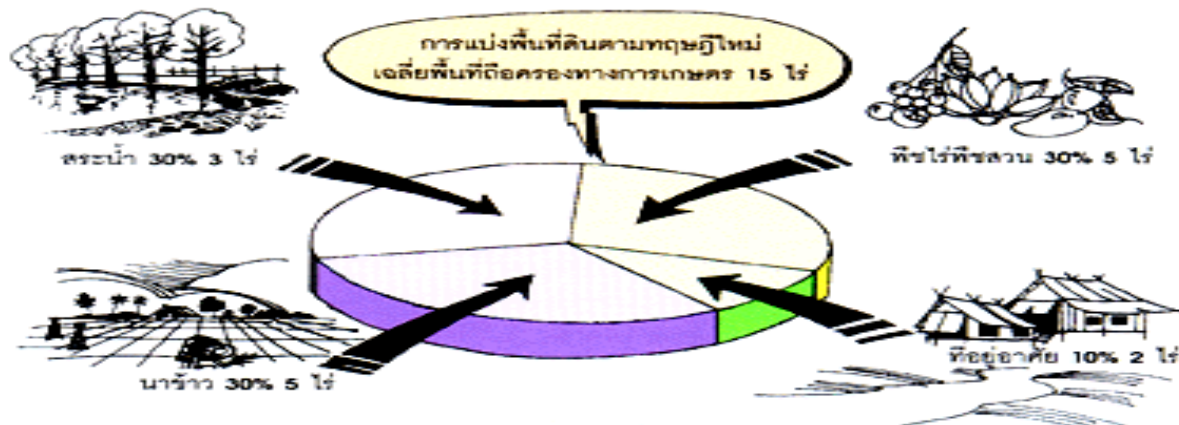 การแบ่งพื้นที่ดินตามทฤษฎีใหม่
เฉลี่ยพื้นที่ถือครองทางการเกษตร 15 ไร่
สระน้ำ 30% 3 ไร่
พืชไร่พืชสวน 30% 5 ไร่
นาข้าว 30% 5 ไร่
ที่อยู่อาศัย 10% 2 ไร่